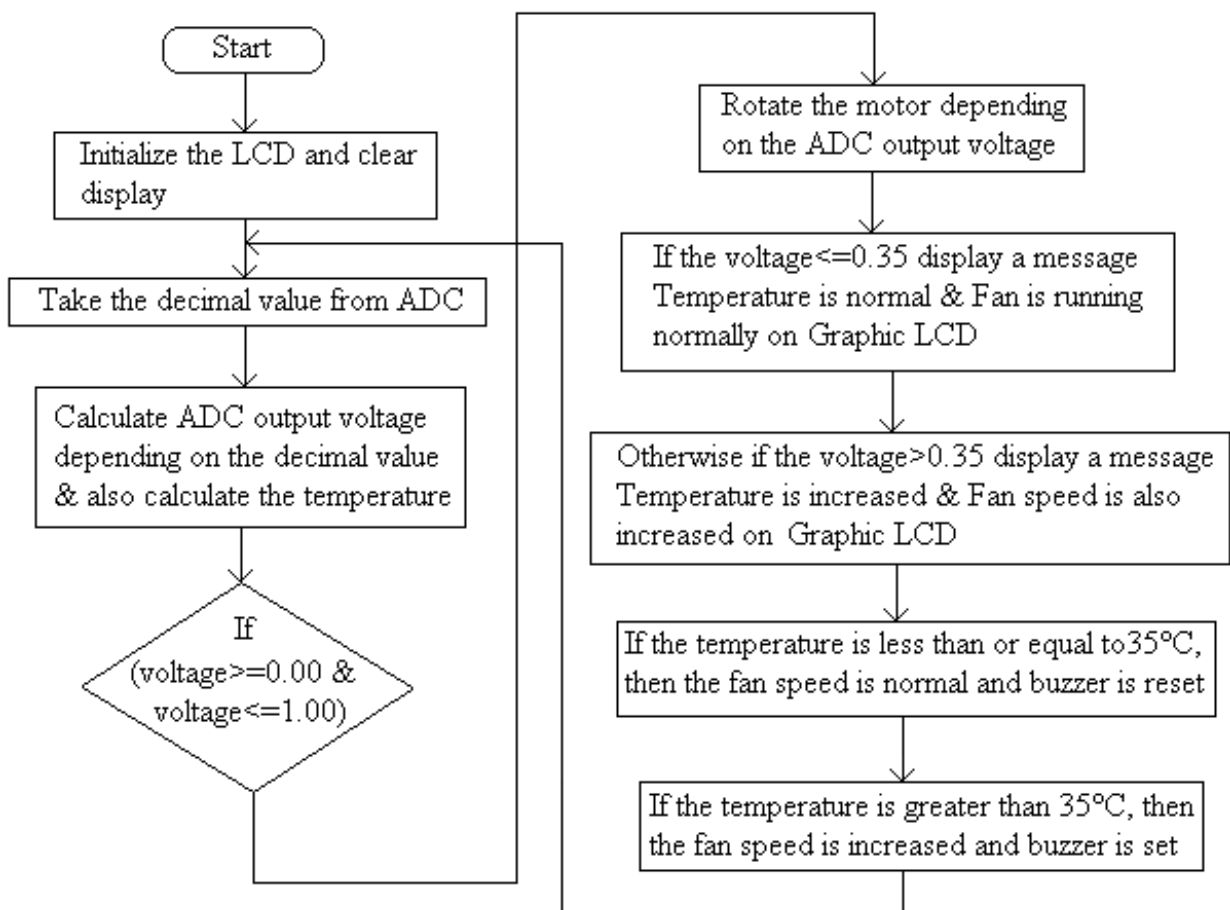 Start
Initialize the LCD and clear
display
Take the decimal value from ADC
Calculate ADC output voltage
depending on the decimal value
& also calculate the temperature
If
(voltage>=0.00 &
voltage<=1.00)
Rotate the motor depending
on the ADC output voltage
If the voltage<=0.35 display a message
Temperature is normal & Fan is running
normally on Graphic LCD
Otherwise if the voltage>0.35 display a message
Temperature is increased & Fan speed is also
increased on Graphic LCD
If the temperature is less than or equal to35°C,
then the fan speed is normal and buzzer is reset
If the temperature is greater than 35°C, then
the fan speed is increased and buzzer is set